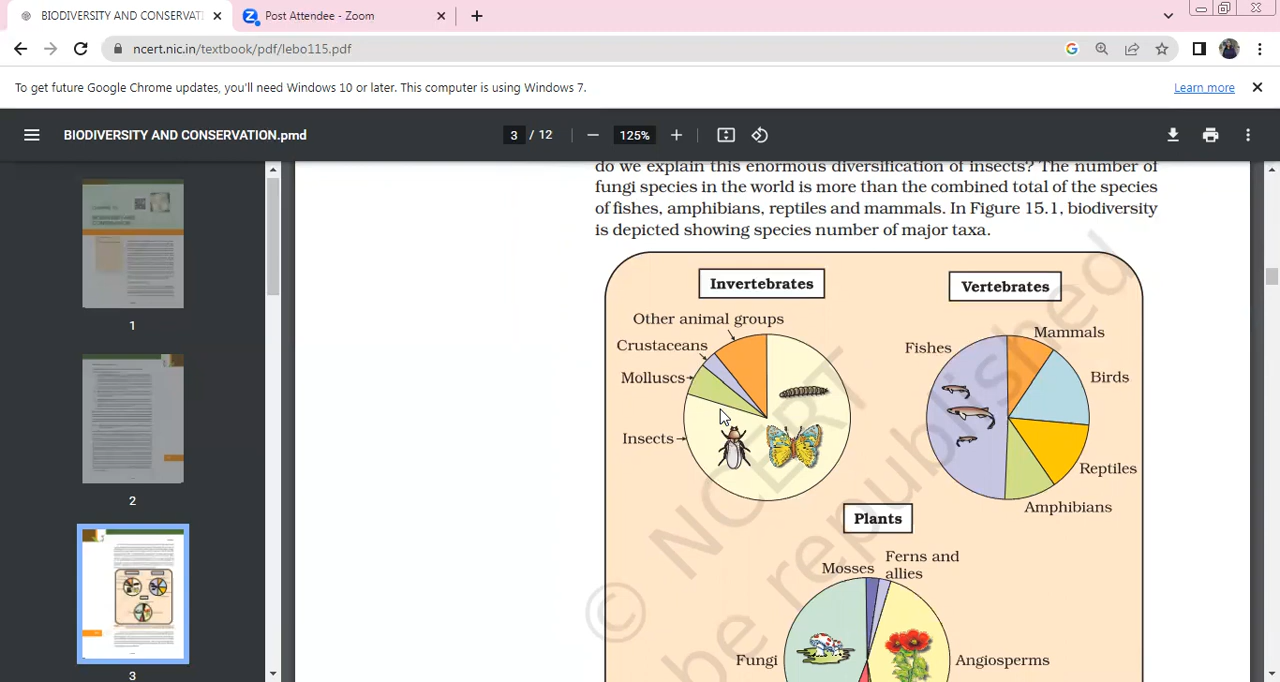 BIODIVERSITY AND CONSERVATI
Post Attendee - Zoom
ncert.nic.in/textbook/pdf/lebo115.pdf
To get future Google Chrome updates, you'll need Windows 10 or later. This computer is using Windows 7.
Learn more
BIODIVERSITY AND CONSERVATION.pmd
3 / 12
125%
1
2
3
do we explain this enormous diversification of insects? The number of
fungi species in the world is more than the combined total of the species
of fishes, amphibians, reptiles and mammals. In Figure 15.1, biodiversity
is depicted showing species number of major taxa.
Invertebrates
Vertebrates
Other animal groups
Crustaceans
Molluscs
Insects
Mammals
Fishes
Birds
Reptiles
Amphibians
Plants
Mosses
Ferns and
allies
Fungi
Angiosperms
© NCERT
be republished